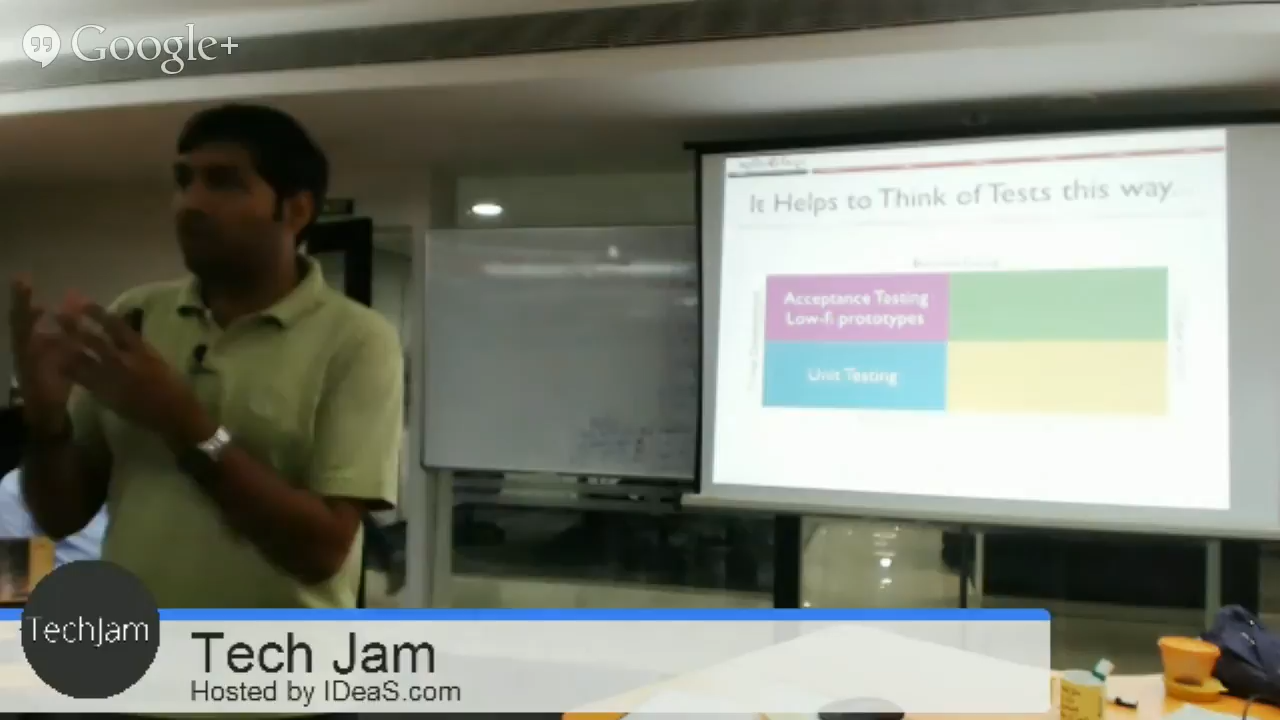 Google+
It Helps to Think of Tests this way
Acceptance Testing
Low-fi prototypes
Unit Testing
TechJam
Tech Jam
Hosted by IDeaS.com